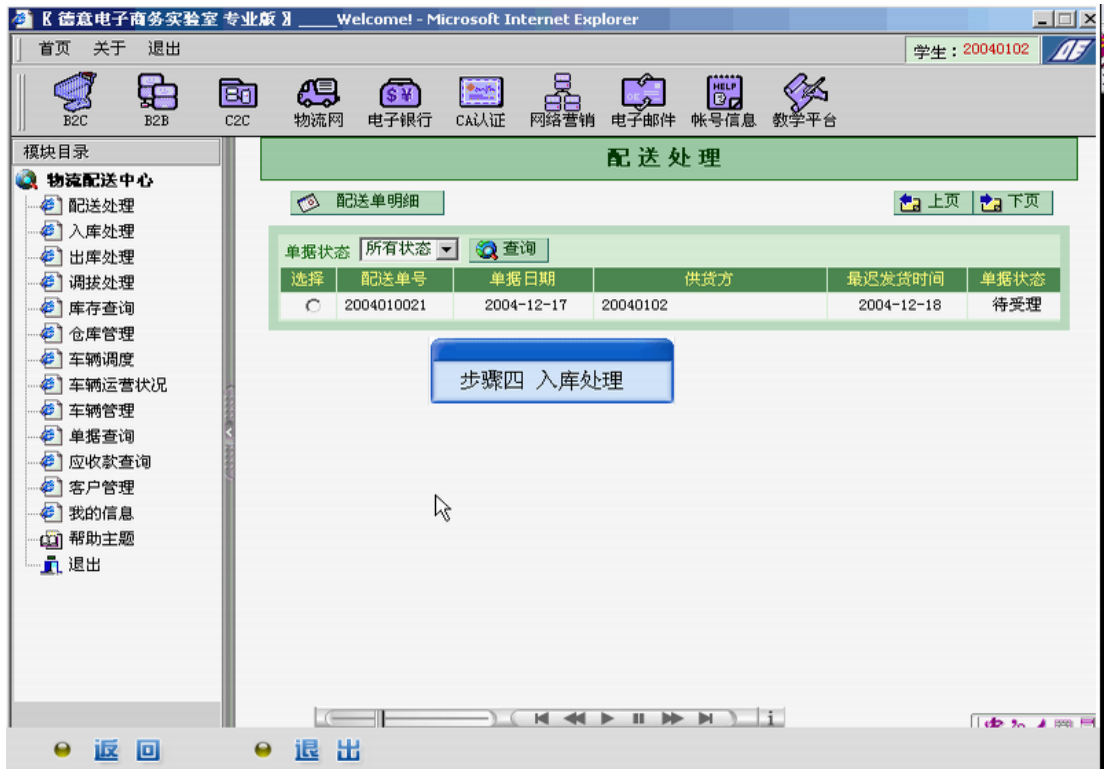 〖 德意电子商务实验室 专业版 〗 ____Welcome! - Microsoft Internet Explorer
首页 关于 退出
学生：20040102
B2C B2B C2C 物流网 电子银行 CA认证 网络营销 电子邮件 帐号信息 教学平台
模块目录
物流配送中心
配送处理
入库处理
出库处理
调拔处理
库存查询
仓库管理
车辆调度
车辆运营状况
车辆管理
单据查询
应收款查询
客户管理
我的信息
帮助主题
退出
配送处理
配送单明细 上页 下页
单据状态 所有状态 查询
选择 配送单号 单据日期 供货方 最迟发货时间 单据状态
2004010021 2004-12-17 20040102 2004-12-18 待受理
步骤四 入库处理
返回 退出